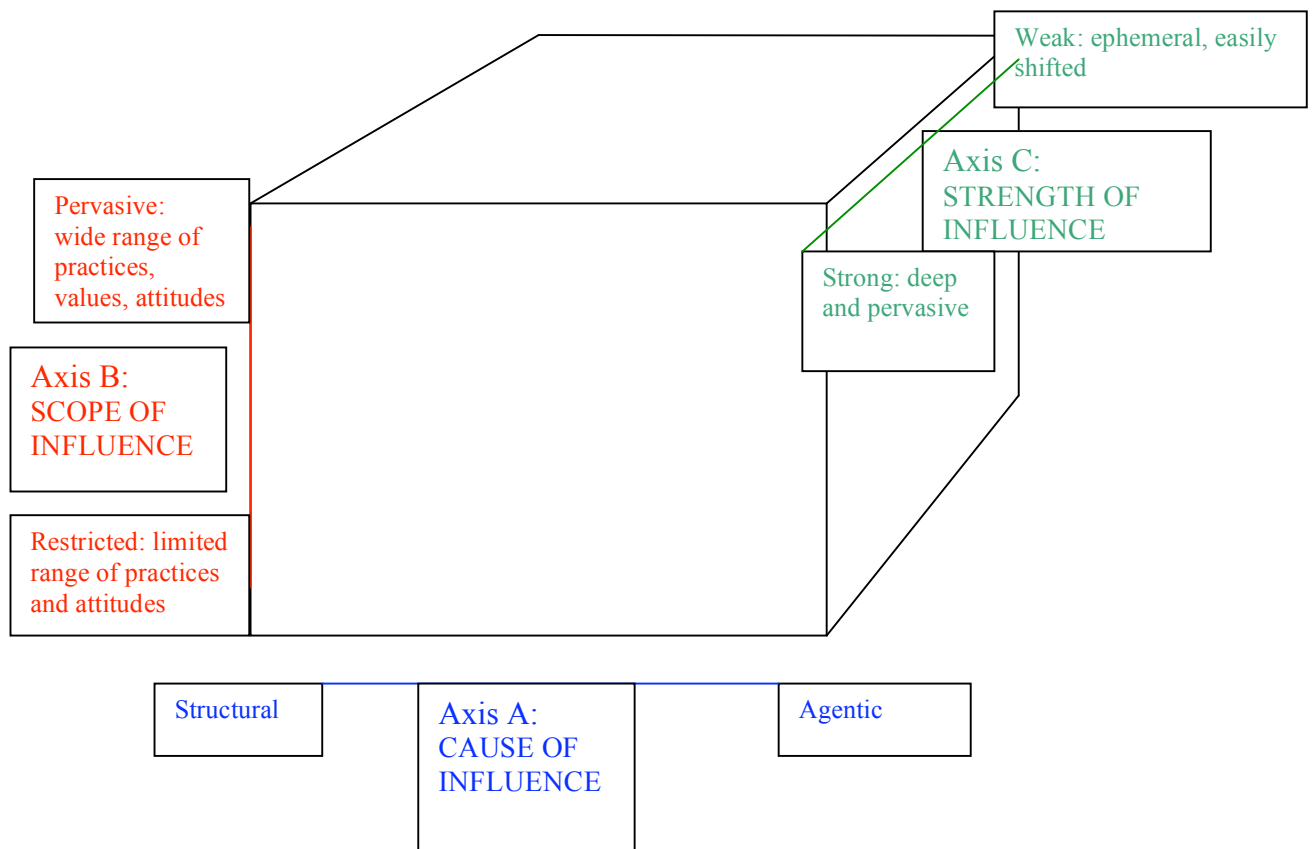 Weak: ephemeral, easily
shifted
Axis C:
STRENGTH OF
INFLUENCE
Pervasive:
wide range of
practices,
values, attitudes
Strong: deep
and pervasive
Axis B:
SCOPE OF
INFLUENCE
Restricted: limited
range of practices
and attitudes
Structural
Axis A:
CAUSE OF
INFLUENCE
Agentic